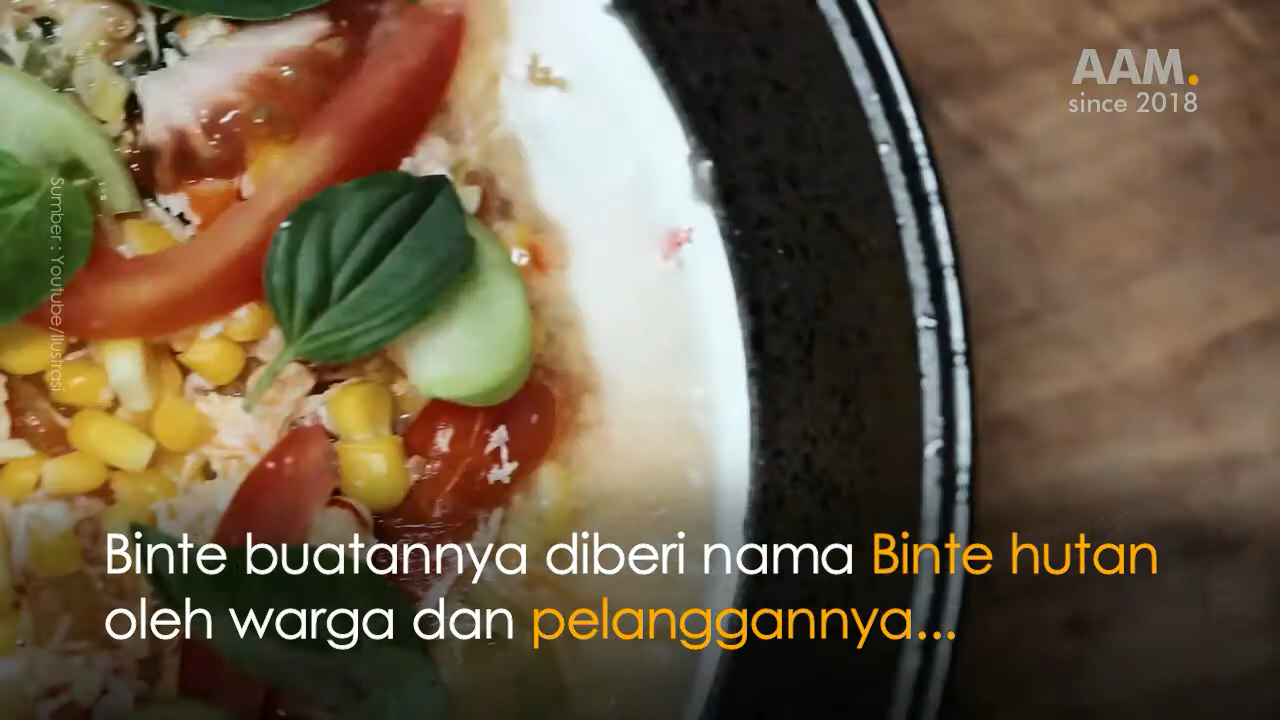 AAM.
since 2018
Sumber : Youtube/Ilustrasi
Binte buatannya diberi nama Binte hutan
oleh warga dan pelanggannya...